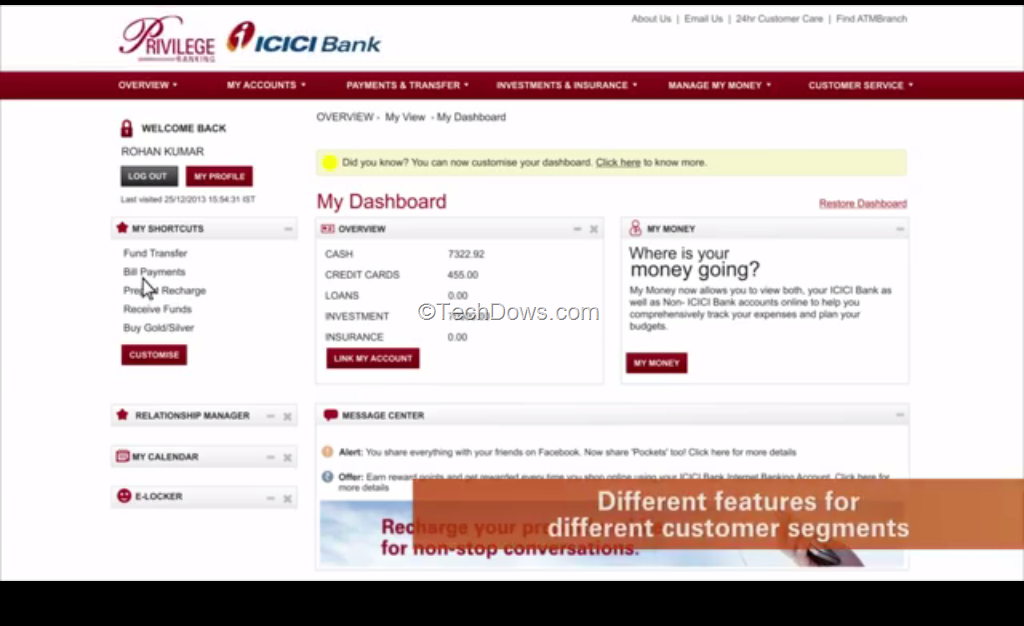 About Us | Email Us | 24hr Customer Care | Find ATMBranch
PRIVILEGE
BANKING
ICICI Bank
OVERVIEW
MY ACCOUNTS
PAYMENTS & TRANSFER
INVESTMENTS & INSURANCE
MANAGE MY MONEY
CUSTOMER SERVICE
WELCOME BACK
ROHAN KUMAR
LOG OUT
MY PROFILE
Last visited 25/12/2013 15:54:31 IST
MY SHORTCUTS
Fund Transfer
Bill Payments
Recharge
Receive Funds
Buy Gold/Silver
CUSTOMISE
RELATIONSHIP MANAGER
MY CALENDAR
E-LOCKER
OVERVIEW - My View - My Dashboard
Did you know? You can now customise your dashboard. Click here to know more.
My Dashboard
Restore Dashboard
OVERVIEW
CASH 7322.92
CREDIT CARDS 455.00
LOANS 0.00
INVESTMENT
©TechDows.com
INSURANCE 0.00
LINK MY ACCOUNT
MY MONEY
Where is your
money going?
My Money now allows you to view both, your ICICI Bank as
well as Non- ICICI Bank accounts online to help you
comprehensively track your expenses and plan your
budgets.
MY MONEY
MESSAGE CENTER
Alert: You share everything with your friends on Facebook. Now share 'Pockets' too! Click here for more details
Offer: Earn reward points and get rewarded every time you shop online using your ICICI Bank Internet Banking Account. Click here for
more details
Recharge your
for non-stop conversations.
Different features for
different customer segments